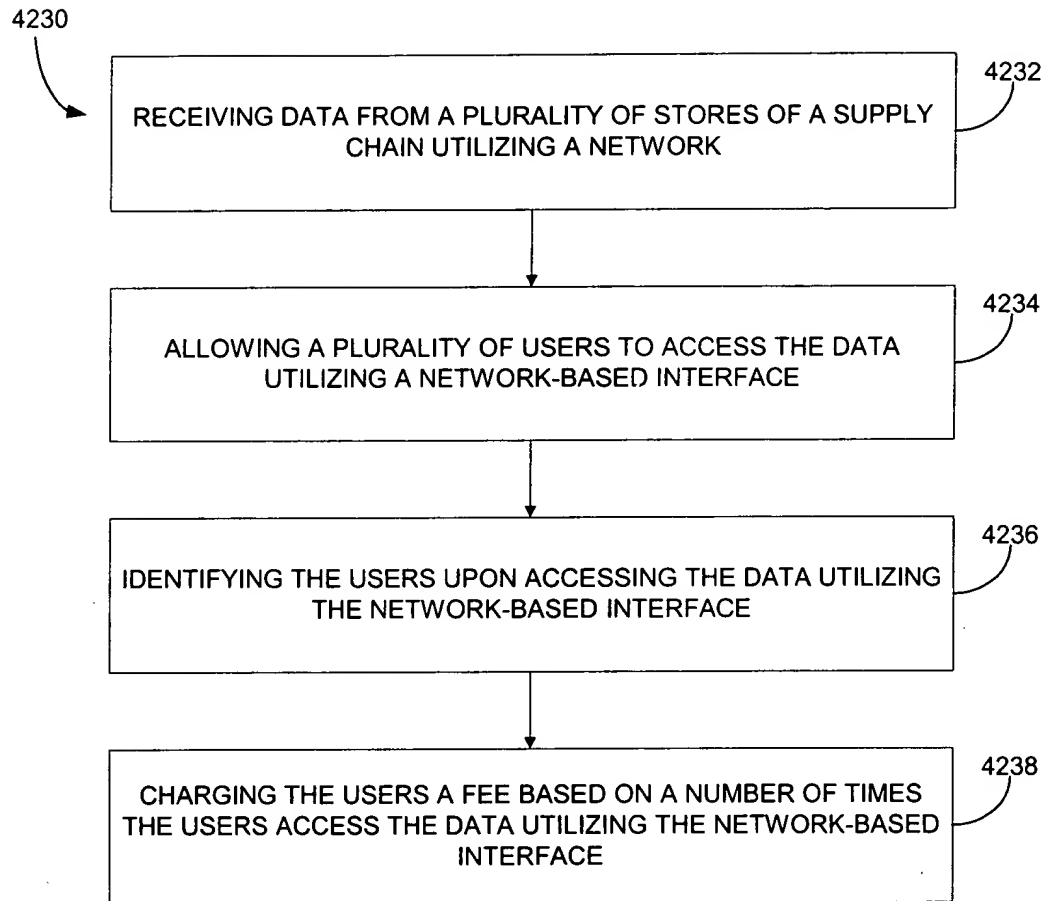 4230
4232
RECEIVING DATA FROM A PLURALITY OF STORES OF A SUPPLY
CHAIN UTILIZING A NETWORK
4234
ALLOWING A PLURALITY OF USERS TO ACCESS THE DATA
UTILIZING A NETWORK-BASED INTERFACE
4236
IDENTIFYING THE USERS UPON ACCESSING THE DATA UTILIZING
THE NETWORK-BASED INTERFACE
4238
CHARGING THE USERS A FEE BASED ON A NUMBER OF TIMES
THE USERS ACCESS THE DATA UTILIZING THE NETWORK-BASED
INTERFACE